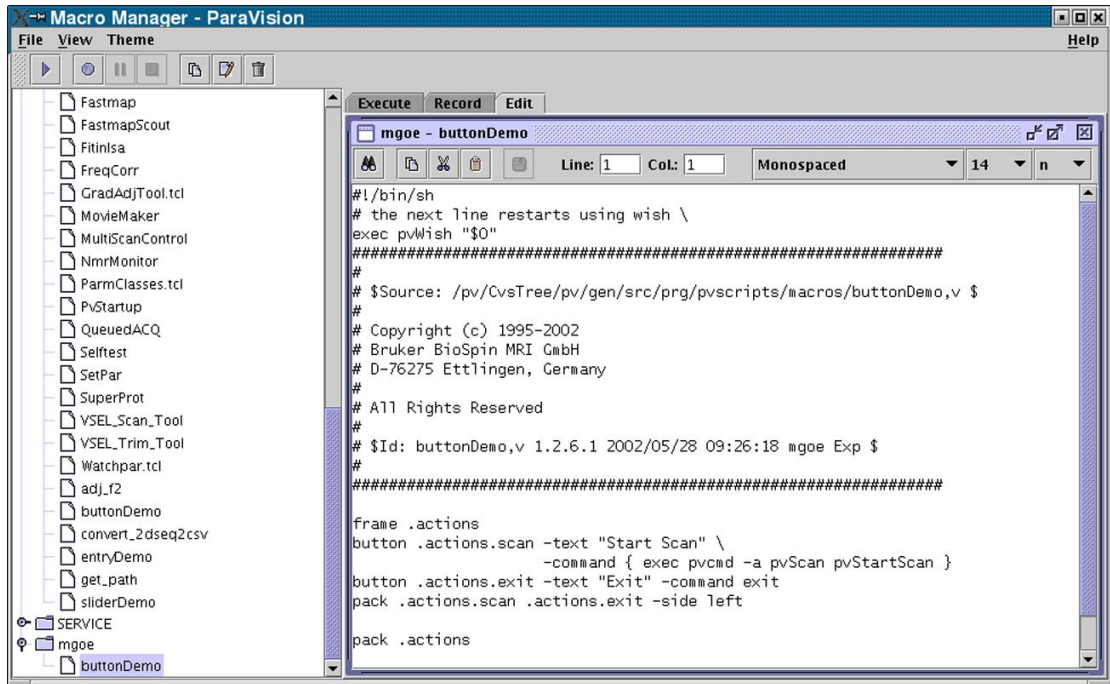 Macro Manager - ParaVision
File View Theme Help
Fastmap
FastmapScout
FitinIsa
FreqCorr
GradAdjTool.tcl
MovieMaker
MultiScanControl
NmrMonitor
ParmClasses.tcl
PvStartup
QueuedACQ
Selftest
SetPar
SuperProt
VSEL_Scan_Tool
VSEL_Trim_Tool
Watchpar.tcl
adj_f2
buttonDemo
convert_2dseq2csv
entryDemo
get_path
sliderDemo
SERVICE
mgoe
buttonDemo
Execute Record Edit
mgoe - buttonDemo
Line: 1 Col.: 1 Monospaced 14 n
#!/bin/sh
# the next line restarts using wish \
exec pvWish "$0"
#################################################################
#
# $Source: /pv/CvsTree/pv/gen/src/prg/pvscripts/macros/buttonDemo,v $
#
# Copyright (c) 1995-2002
# Bruker BioSpin MRI GmbH
# D-76275 Ettlingen, Germany
#
# All Rights Reserved
#
# $Id: buttonDemo,v 1.2.6.1 2002/05/28 09:26:18 mgoe Exp $
#
#################################################################
frame .actions
button .actions.scan -text "Start Scan" \
-command { exec pvcmd -a pvScan pvStartScan }
button .actions.exit -text "Exit" -command exit
pack .actions.scan .actions.exit -side left
pack .actions